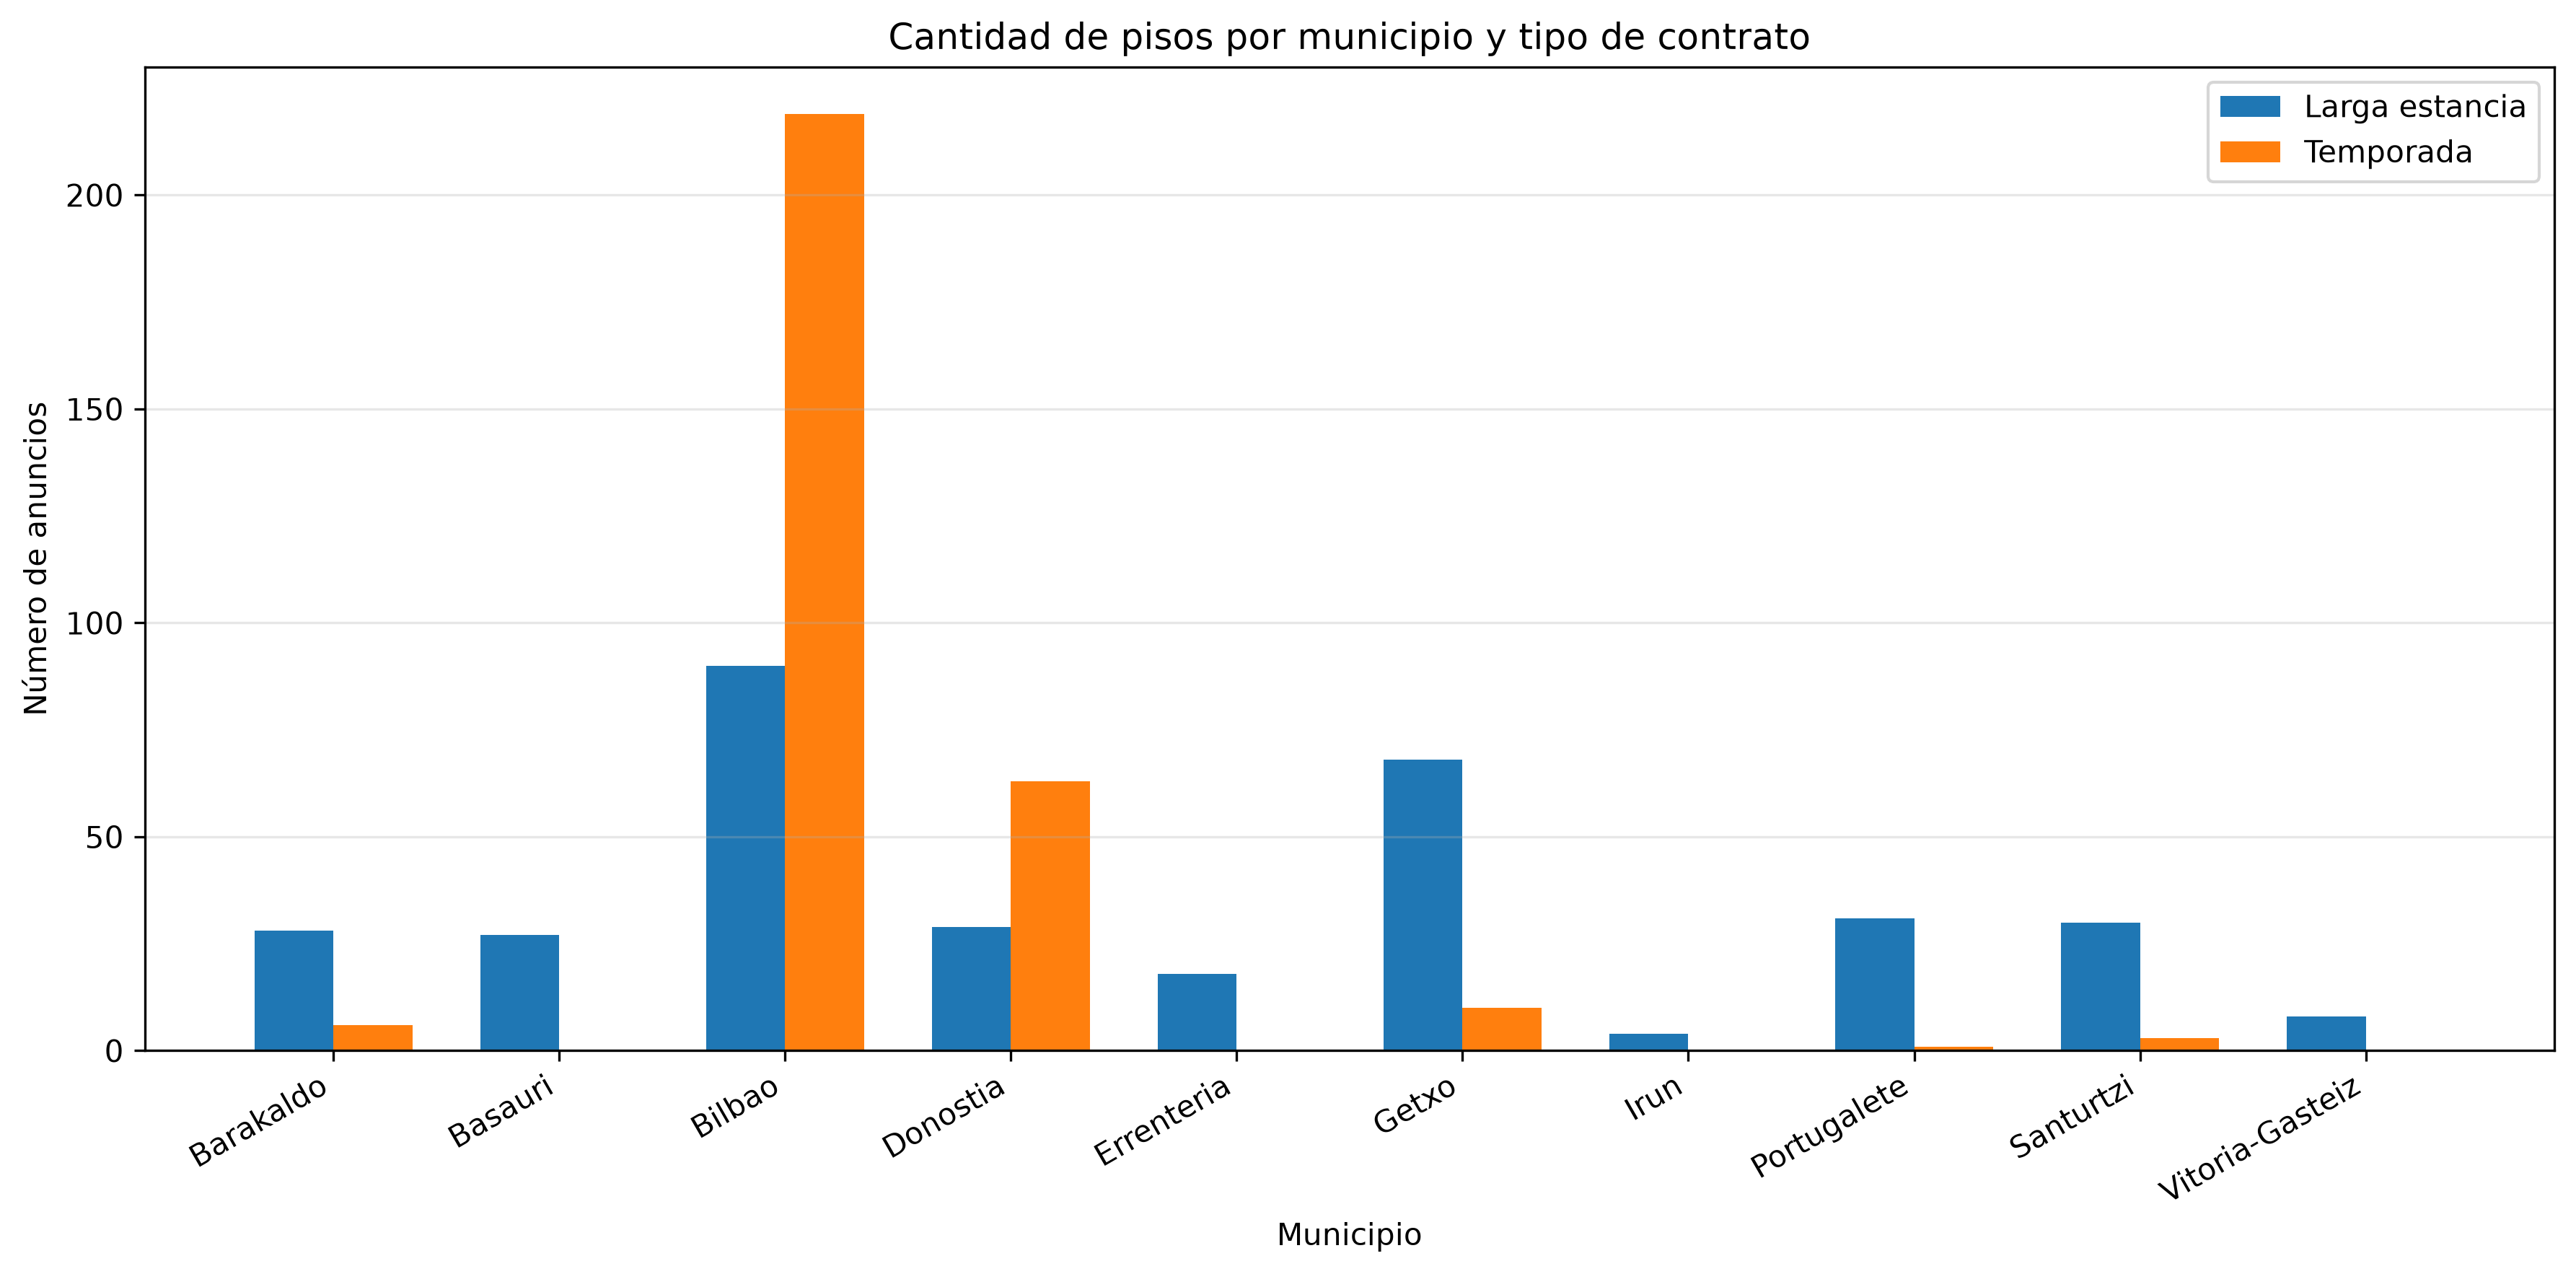 Cantidad de pisos por municipio y tipo de contrato
Larga estancia
Temporada
Número de anuncios
200
150
100
50
0
Barakaldo
Basauri
Bilbao
Donostia
Errenteria
Getxo
Irun
Portugalete
Santurtzi
Vitoria-Gasteiz
Municipio